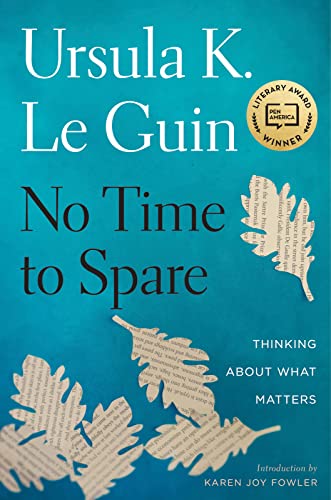 Ursula K.
Le Guin
LITERARY AWARD
PEN
AMERICA
WINNER
No Time
to Spare
THINKING
ABOUT WHAT
MATTERS
Introduction by
KAREN JOY FOWLER